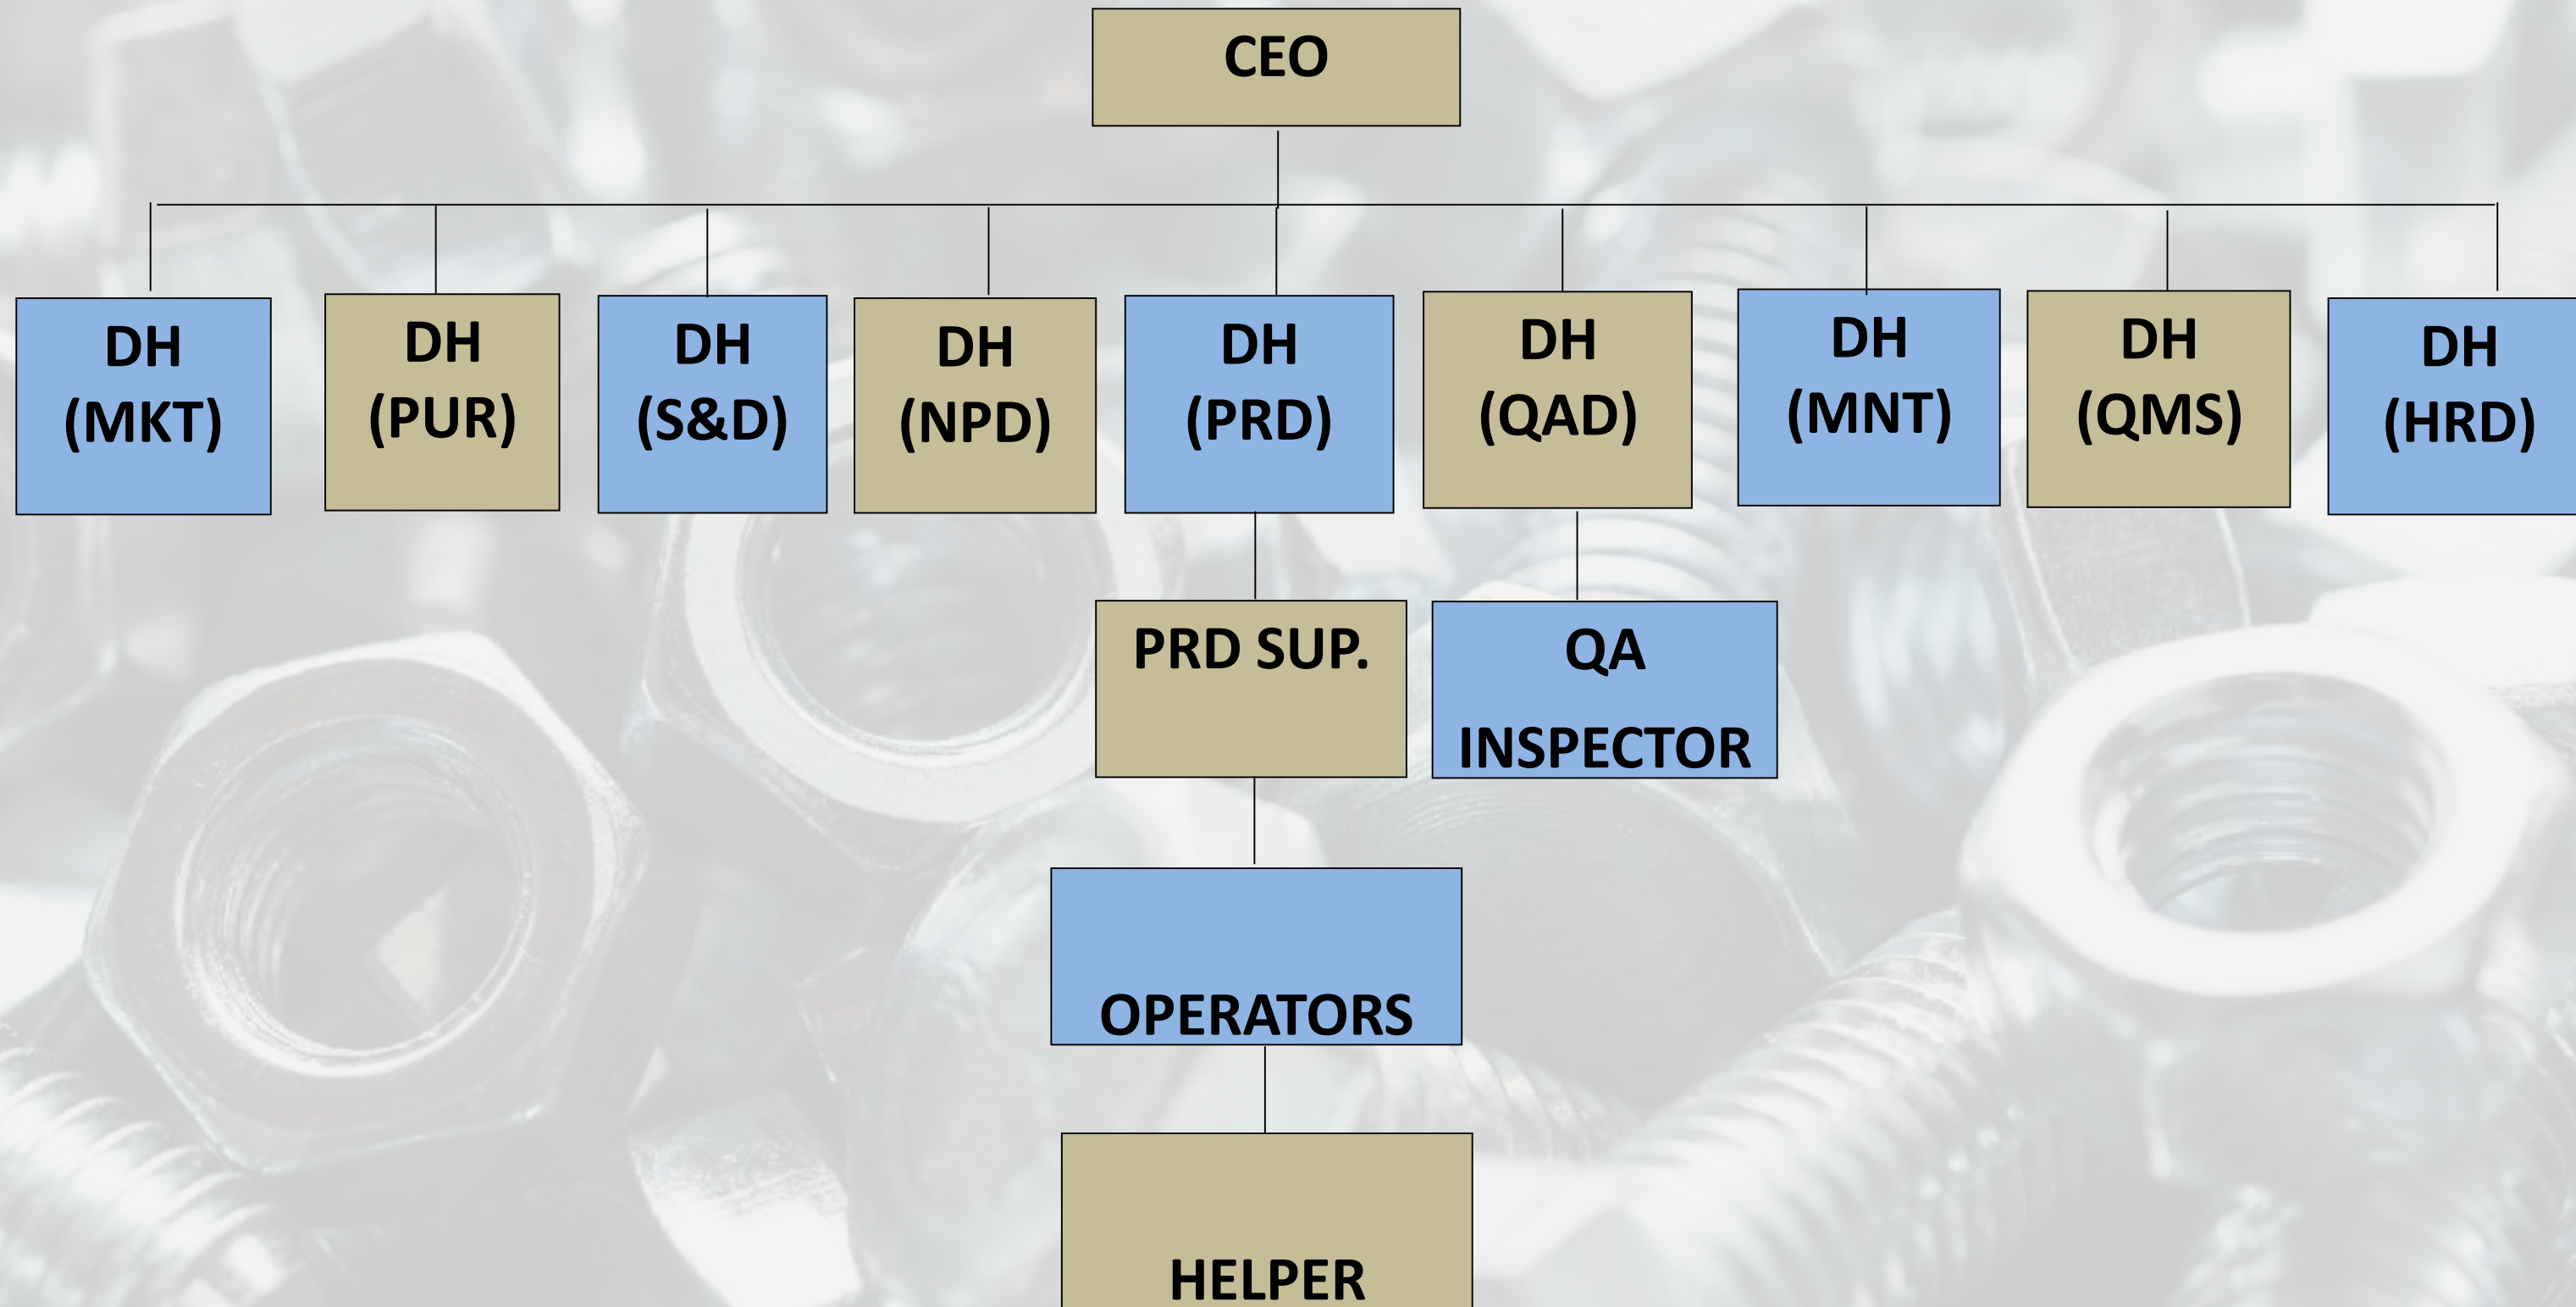 CEO
DH
(MKT)
DH
(PUR)
DH
(S&D)
DH
(NPD)
DH
(PRD)
DH
(QAD)
DH
(MNT)
DH
(QMS)
DH
(HRD)
PRD SUP.
QA
INSPECTOR
OPERATORS
HELPER